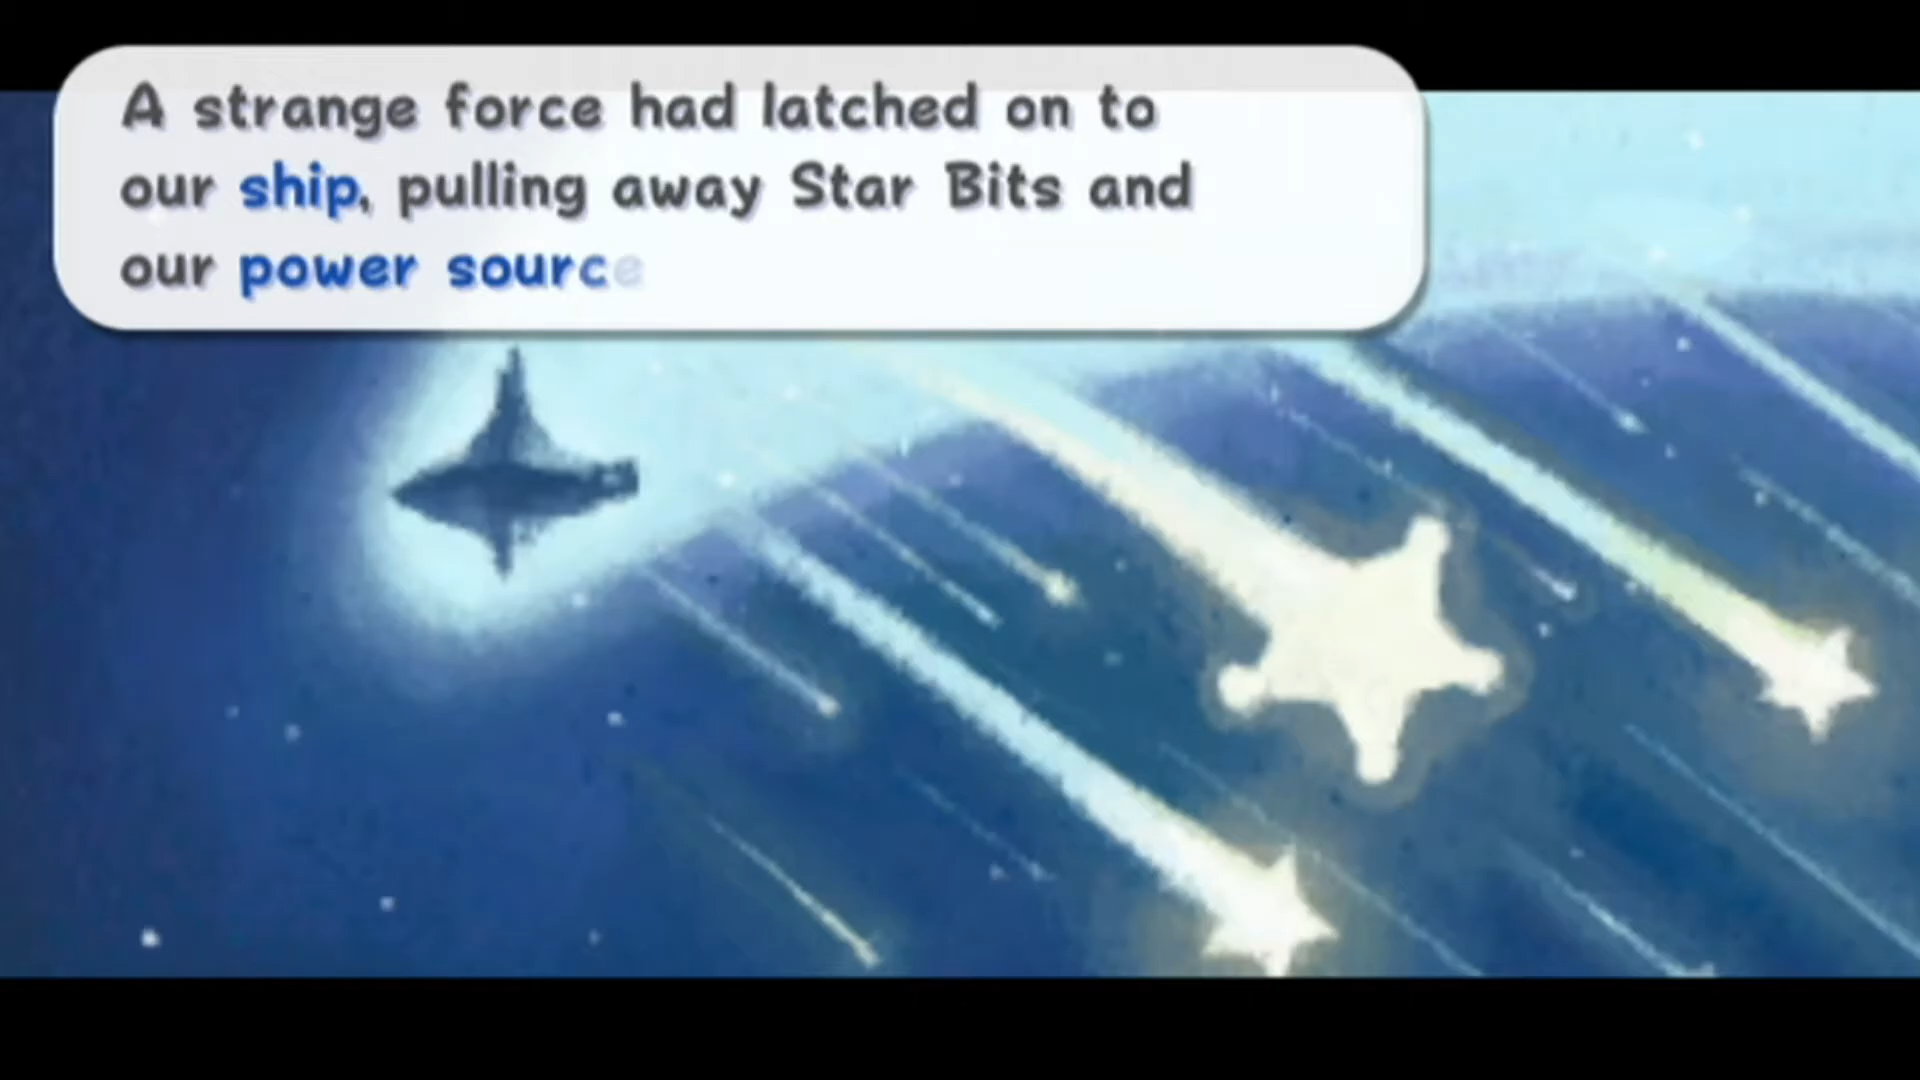 A strange force had latched on to
our ship, pulling away Star Bits and
our power source